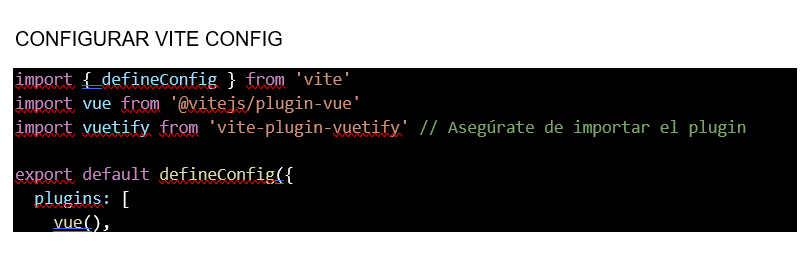 CONFIGURAR VITE CONFIG
import { defineConfig } from 'vite'
import vue from '@vitejs/plugin-vue'
import vuetify from 'vite-plugin-vuetify' // Asegúrate de importar el plugin
export default defineConfig({
plugins: [
vue(),